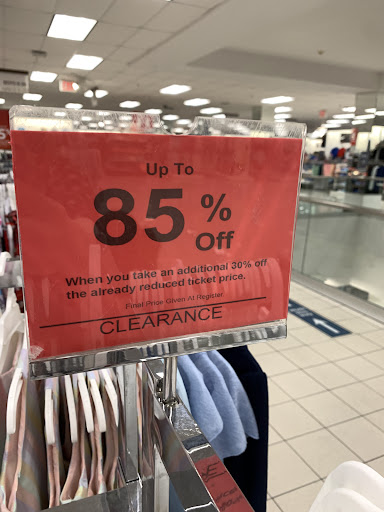 Up To
85 %
Off
When you take an additional 30% off
the already reduced ticket price.
Final Price Given At Register
CLEARANCE